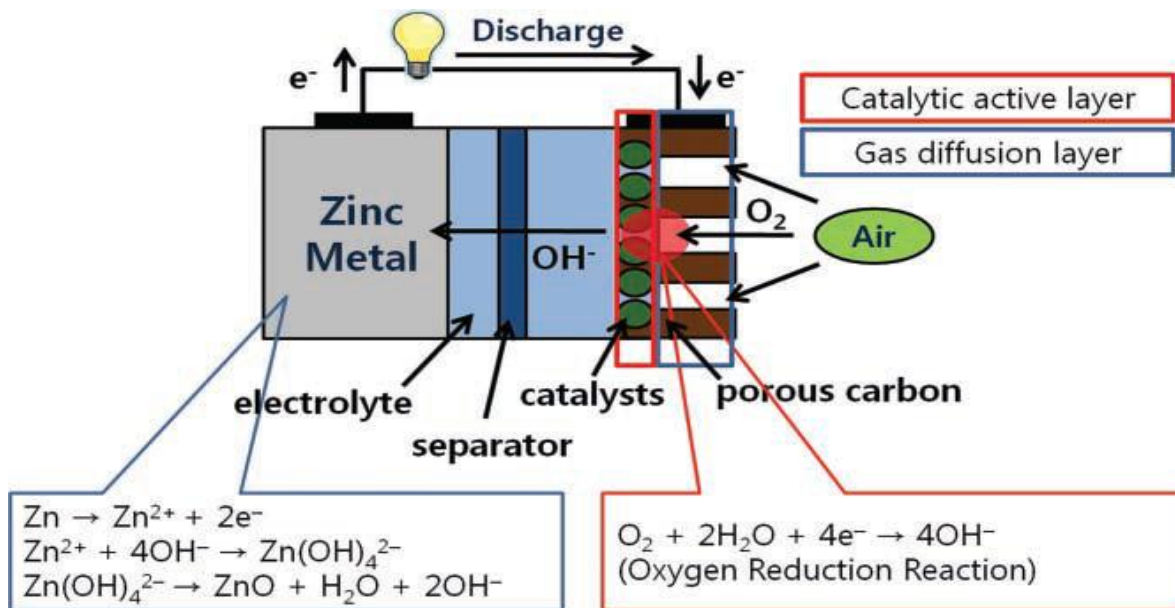 Discharge
e⁻
e⁻
Catalytic active layer
Gas diffusion layer
Zinc
Metal
OH⁻
O₂
Air
electrolyte
separator
catalysts
porous carbon
Zn → Zn²⁺ + 2e⁻
Zn²⁺ + 4OH⁻ → Zn(OH)₄²⁻
Zn(OH)₄²⁻ → ZnO + H₂O + 2OH⁻
O₂ + 2H₂O + 4e⁻ → 4OH⁻
(Oxygen Reduction Reaction)